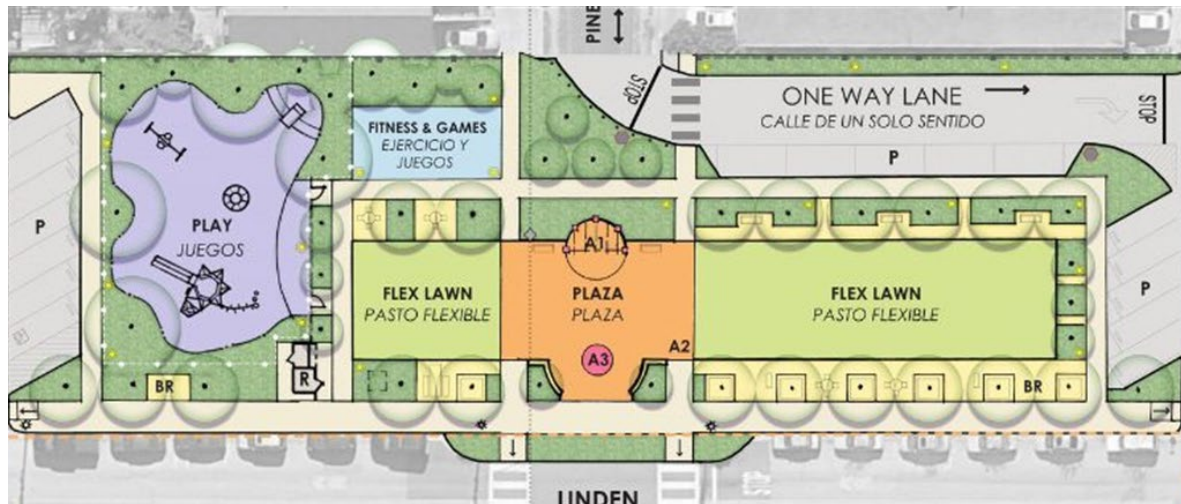 PINE
STOP
ONE WAY LANE
CALLE DE UN SOLO SENTIDO
STOP
FITNESS & GAMES
EJERCICIO Y
JUEGOS
P
P
PLAY
JUEGOS
A1
P
FLEX LAWN
PASTO FLEXIBLE
PLAZA
PLAZA
FLEX LAWN
PASTO FLEXIBLE
A2
A3
R
BR
BR
LINDEN